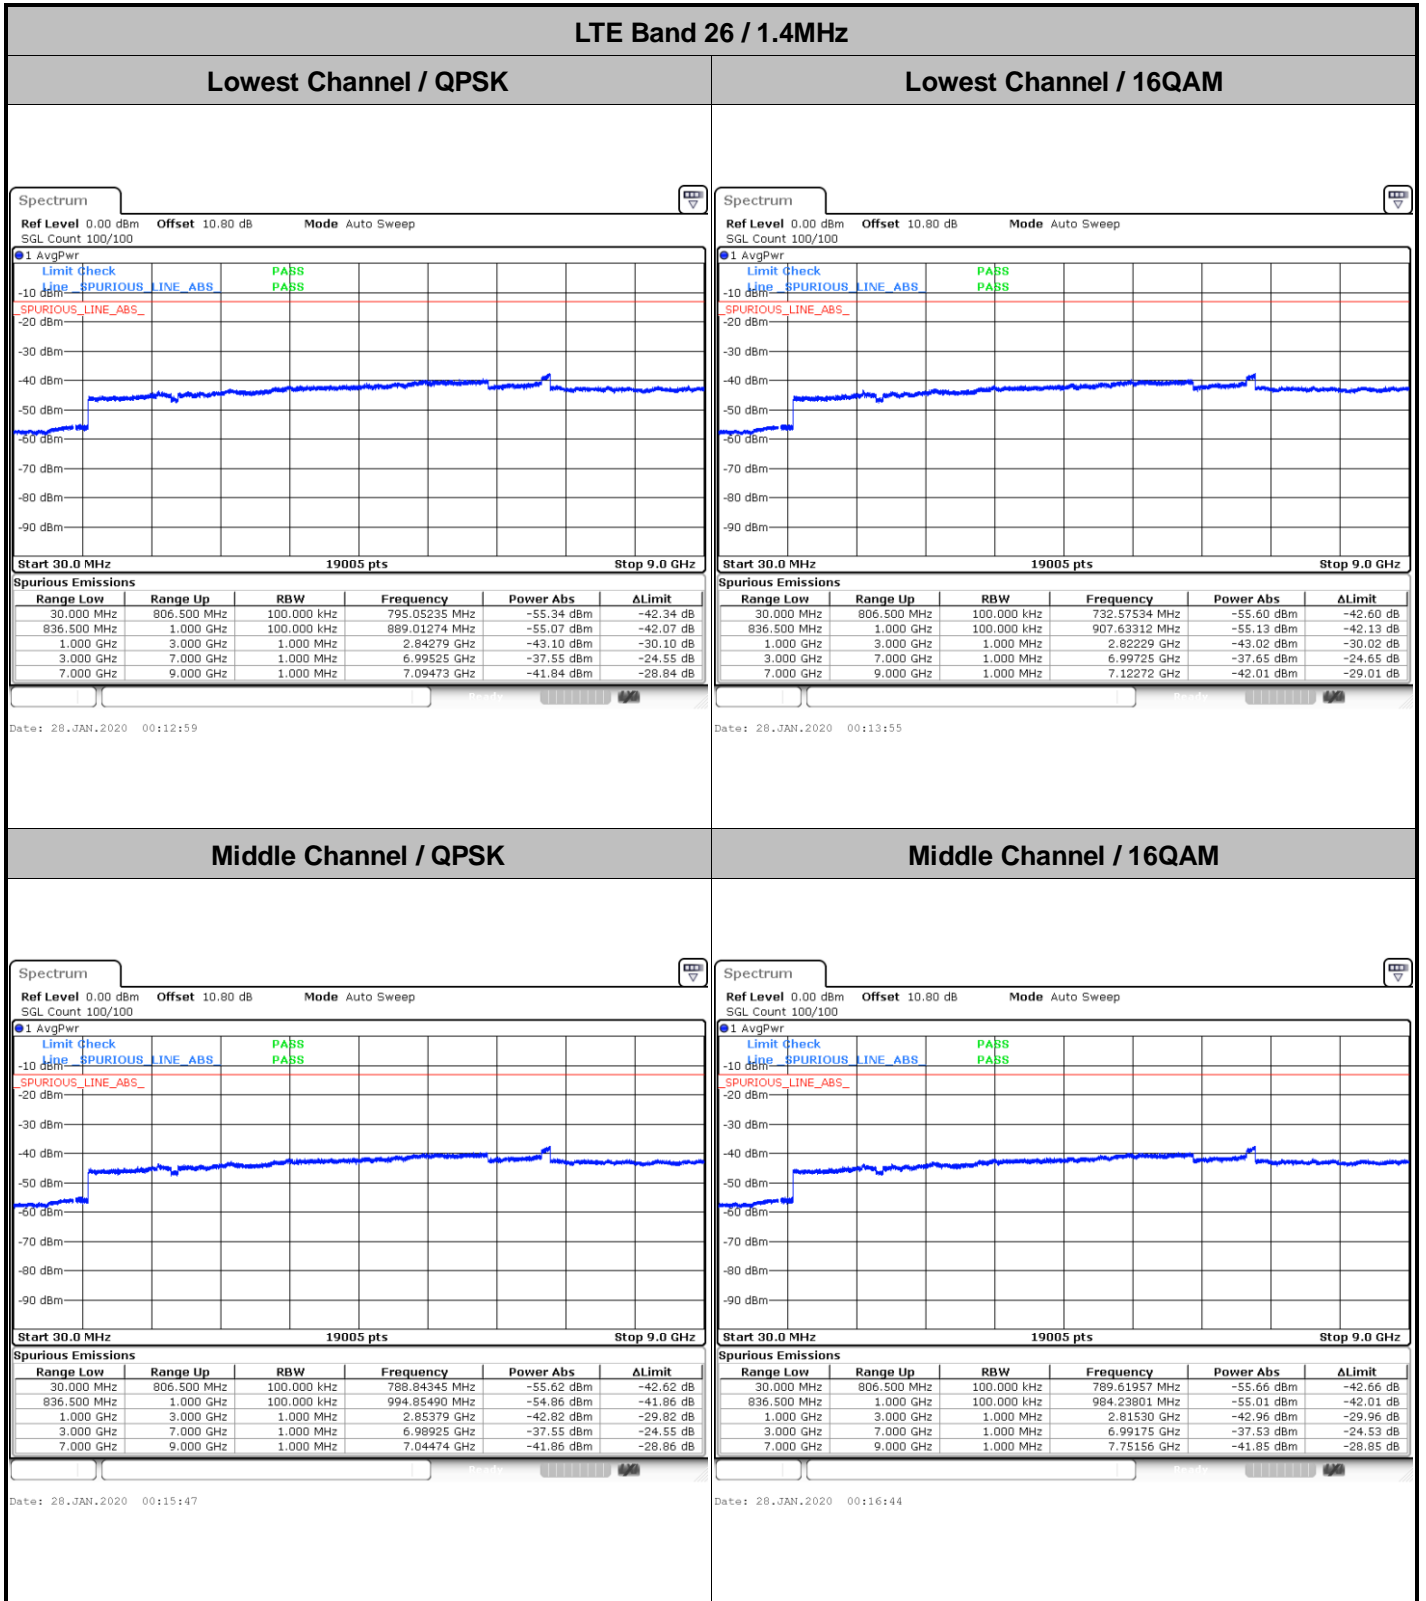 LTE Band 26 / 1.4MHz
Lowest Channel / QPSK
Lowest Channel / 16QAM
Spectrum
Ref Level 0.00 dBm Offset 10.80 dB Mode Auto Sweep
SGL Count 100/100
1 AvgPwr
Limit Check PASS
Line _SPURIOUS_LINE_ABS_ PASS
-10 dBm
_SPURIOUS_LINE_ABS_
-20 dBm
-30 dBm
-40 dBm
-50 dBm
-60 dBm
-70 dBm
-80 dBm
-90 dBm
Start 30.0 MHz 19005 pts Stop 9.0 GHz
Spurious Emissions
Range Low Range Up RBW Frequency Power Abs ΔLimit
30.000 MHz 806.500 MHz 100.000 kHz 795.05235 MHz -55.34 dBm -42.34 dB
836.500 MHz 1.000 GHz 100.000 kHz 889.01274 MHz -55.07 dBm -42.07 dB
1.000 GHz 3.000 GHz 1.000 MHz 2.84279 GHz -43.10 dBm -30.10 dB
3.000 GHz 7.000 GHz 1.000 MHz 6.99525 GHz -37.55 dBm -24.55 dB
7.000 GHz 9.000 GHz 1.000 MHz 7.09473 GHz -41.84 dBm -28.84 dB
Ready
Date: 28.JAN.2020 00:12:59
Spectrum
Ref Level 0.00 dBm Offset 10.80 dB Mode Auto Sweep
SGL Count 100/100
1 AvgPwr
Limit Check PASS
Line _SPURIOUS_LINE_ABS_ PASS
-10 dBm
_SPURIOUS_LINE_ABS_
-20 dBm
-30 dBm
-40 dBm
-50 dBm
-60 dBm
-70 dBm
-80 dBm
-90 dBm
Start 30.0 MHz 19005 pts Stop 9.0 GHz
Spurious Emissions
Range Low Range Up RBW Frequency Power Abs ΔLimit
30.000 MHz 806.500 MHz 100.000 kHz 732.57534 MHz -55.60 dBm -42.60 dB
836.500 MHz 1.000 GHz 100.000 kHz 907.63312 MHz -55.13 dBm -42.13 dB
1.000 GHz 3.000 GHz 1.000 MHz 2.82229 GHz -43.02 dBm -30.02 dB
3.000 GHz 7.000 GHz 1.000 MHz 6.99725 GHz -37.65 dBm -24.65 dB
7.000 GHz 9.000 GHz 1.000 MHz 7.12272 GHz -42.01 dBm -29.01 dB
Ready
Date: 28.JAN.2020 00:13:55
Middle Channel / QPSK
Middle Channel / 16QAM
Spectrum
Ref Level 0.00 dBm Offset 10.80 dB Mode Auto Sweep
SGL Count 100/100
1 AvgPwr
Limit Check PASS
Line _SPURIOUS_LINE_ABS_ PASS
-10 dBm
_SPURIOUS_LINE_ABS_
-20 dBm
-30 dBm
-40 dBm
-50 dBm
-60 dBm
-70 dBm
-80 dBm
-90 dBm
Start 30.0 MHz 19005 pts Stop 9.0 GHz
Spurious Emissions
Range Low Range Up RBW Frequency Power Abs ΔLimit
30.000 MHz 806.500 MHz 100.000 kHz 788.84345 MHz -55.62 dBm -42.62 dB
836.500 MHz 1.000 GHz 100.000 kHz 994.85490 MHz -54.86 dBm -41.86 dB
1.000 GHz 3.000 GHz 1.000 MHz 2.85379 GHz -42.82 dBm -29.82 dB
3.000 GHz 7.000 GHz 1.000 MHz 6.98925 GHz -37.55 dBm -24.55 dB
7.000 GHz 9.000 GHz 1.000 MHz 7.04474 GHz -41.86 dBm -28.86 dB
Ready
Date: 28.JAN.2020 00:15:47
Spectrum
Ref Level 0.00 dBm Offset 10.80 dB Mode Auto Sweep
SGL Count 100/100
1 AvgPwr
Limit Check PASS
Line _SPURIOUS_LINE_ABS_ PASS
-10 dBm
_SPURIOUS_LINE_ABS_
-20 dBm
-30 dBm
-40 dBm
-50 dBm
-60 dBm
-70 dBm
-80 dBm
-90 dBm
Start 30.0 MHz 19005 pts Stop 9.0 GHz
Spurious Emissions
Range Low Range Up RBW Frequency Power Abs ΔLimit
30.000 MHz 806.500 MHz 100.000 kHz 789.61957 MHz -55.66 dBm -42.66 dB
836.500 MHz 1.000 GHz 100.000 kHz 984.23801 MHz -55.01 dBm -42.01 dB
1.000 GHz 3.000 GHz 1.000 MHz 2.81530 GHz -42.96 dBm -29.96 dB
3.000 GHz 7.000 GHz 1.000 MHz 6.99175 GHz -37.53 dBm -24.53 dB
7.000 GHz 9.000 GHz 1.000 MHz 7.75156 GHz -41.85 dBm -28.85 dB
Ready
Date: 28.JAN.2020 00:16:44